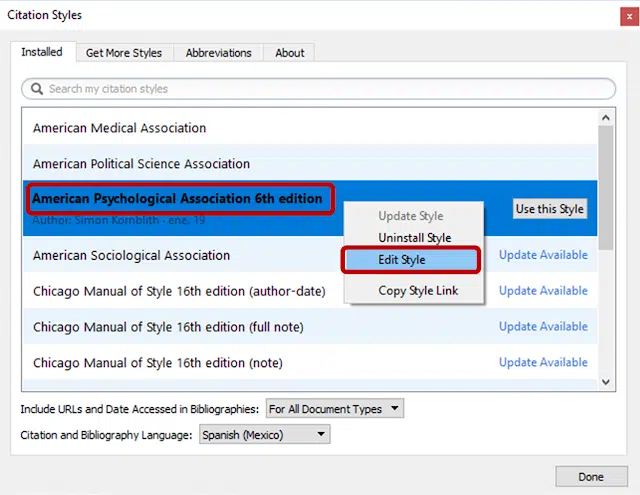 Citation Styles
Installed
Get More Styles
Abbreviations
About
Search my citation styles
American Medical Association
American Political Science Association
American Psychological Association 6th edition
Author: Simon Kornblith - ene. 19
Use this Style
Update Style
Uninstall Style
Edit Style
Copy Style Link
American Sociological Association
Update Available
Chicago Manual of Style 16th edition (author-date)
Update Available
Chicago Manual of Style 16th edition (full note)
Update Available
Chicago Manual of Style 16th edition (note)
Update Available
Include URLs and Date Accessed in Bibliographies: For All Document Types
Citation and Bibliography Language: Spanish (Mexico)
Done